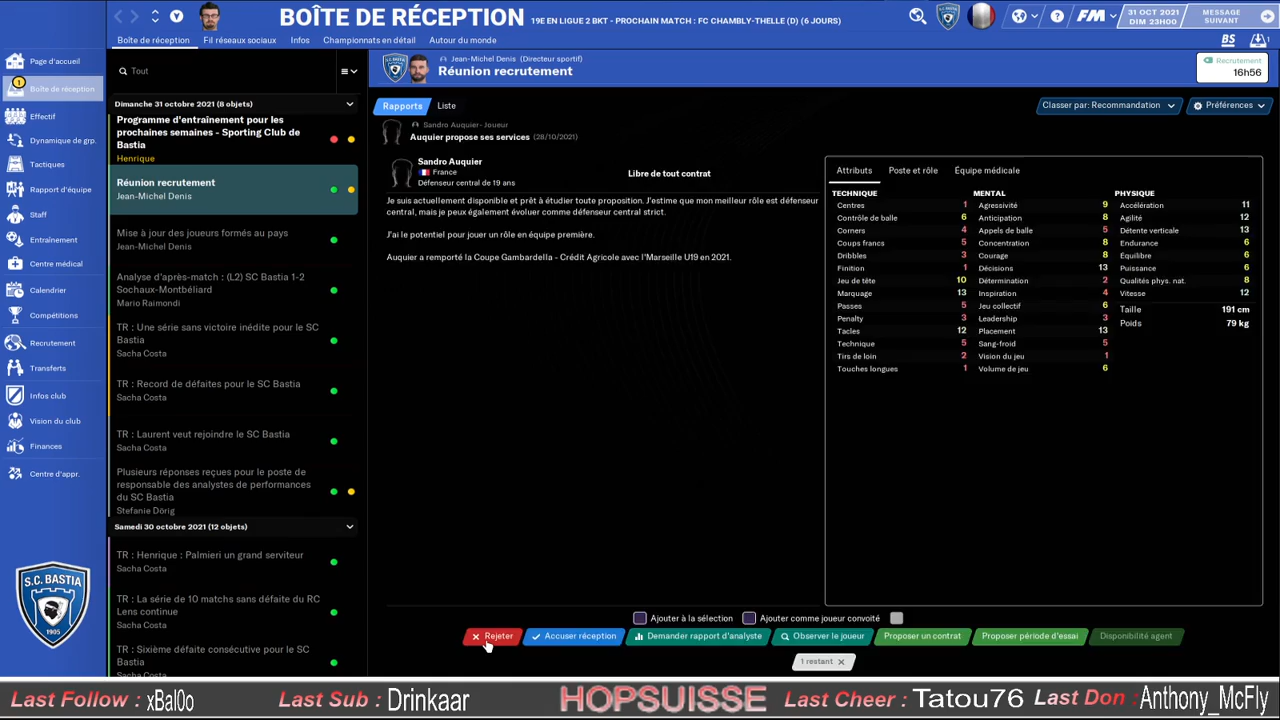 BOÎTE DE RÉCEPTION
19E EN LIGUE 2 BKT - PROCHAIN MATCH : FC CHAMBLY-THELLE (D) (6 JOURS)
FM
31 OCT 2021
DIM 23H00
MESSAGE
SUIVANT
Boîte de réception
Fil réseaux sociaux
Infos
Championnats en détail
Autour du monde
BS
1
Page d'accueil
1
Boîte de réception
Effectif
Dynamique de grp.
Tactiques
Rapport d'équipe
Staff
Entraînement
Centre médical
Calendrier
Compétitions
Recrutement
Transferts
Infos club
Vision du club
Finances
Centre d'appr.
S.C. BASTIA
1905
Tout
Dimanche 31 octobre 2021 (8 objets)
Programme d'entraînement pour les
prochaines semaines - Sporting Club de
Bastia
Henrique
Réunion recrutement
Jean-Michel Denis
Mise à jour des joueurs formés au pays
Jean-Michel Denis
Analyse d'après-match : (L2) SC Bastia 1-2
Sochaux-Montbéliard
Mario Raimondi
TR : Une série sans victoire inédite pour le SC
Bastia
Sacha Costa
TR : Record de défaites pour le SC Bastia
Sacha Costa
TR : Laurent veut rejoindre le SC Bastia
Sacha Costa
Plusieurs réponses reçues pour le poste de
responsable des analystes de performances
du SC Bastia
Stefanie Dörig
Samedi 30 octobre 2021 (12 objets)
TR : Henrique : Palmieri un grand serviteur
Sacha Costa
TR : La série de 10 matchs sans défaite du RC
Lens continue
Sacha Costa
TR : Sixième défaite consécutive pour le SC
Bastia
Sacha Costa
Jean-Michel Denis (Directeur sportif)
Réunion recrutement
Recrutement
16h56
Rapports
Liste
Classer par: Recommandation
Préférences
Sandro Auquier- Joueur
Auquier propose ses services (28/10/2021)
Sandro Auquier
France
Défenseur central de 19 ans
Libre de tout contrat
Je suis actuellement disponible et prêt à étudier toute proposition. J'estime que mon meilleur rôle est défenseur
central, mais je peux également évoluer comme défenseur central strict.
J'ai le potentiel pour jouer un rôle en équipe première.
Auquier a remporté la Coupe Gambardella - Crédit Agricole avec l'Marseille U19 en 2021.
Attributs
Poste et rôle
Équipe médicale
TECHNIQUE MENTAL PHYSIQUE
Centres 1 Agressivité 9 Accélération 11
Contrôle de balle 6 Anticipation 8 Agilité 12
Corners 4 Appels de balle 5 Détente verticale 13
Coups francs 5 Concentration 8 Endurance 6
Dribbles 3 Courage 8 Équilibre 6
Finition 1 Décisions 13 Puissance 6
Jeu de tête 10 Détermination 2 Qualités phys. nat. 8
Marquage 13 Inspiration 4 Vitesse 12
Passes 5 Jeu collectif 6 Taille 191 cm
Penalty 3 Leadership 3 Poids 79 kg
Tacles 12 Placement 13
Technique 5 Sang-froid 5
Tirs de loin 2 Vision du jeu 1
Touches longues 1 Volume de jeu 6
Ajouter à la sélection
Ajouter comme joueur convoité
Rejeter
Accuser réception
Demander rapport d'analyste
Observer le joueur
Proposer un contrat
Proposer période d'essai
Disponibilité agent
1 restant
Last Follow : xBal0o
Last Sub : Drinkaar
HOPSUISSE
Last Cheer : Tatou76
Last Don : Anthony_McFly